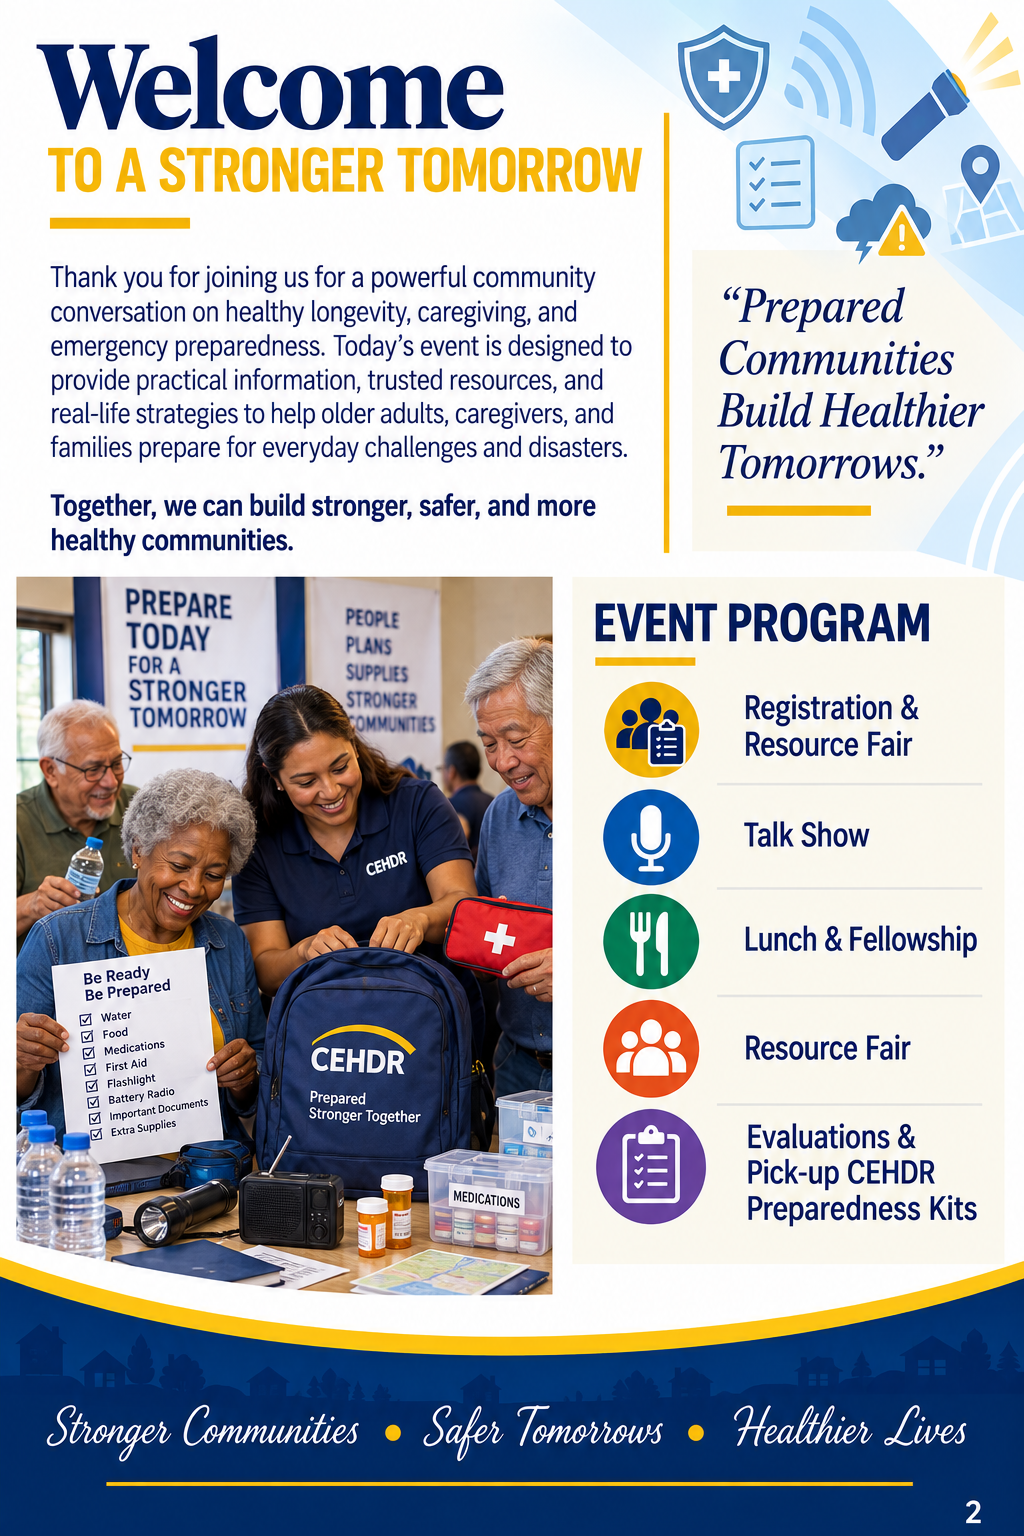 Welcome
TO A STRONGER TOMORROW
Thank you for joining us for a powerful community
conversation on healthy longevity, caregiving, and
emergency preparedness. Today's event is designed to
provide practical information, trusted resources, and
real-life strategies to help older adults, caregivers, and
families prepare for everyday challenges and disasters.
Together, we can build stronger, safer, and more
healthy communities.
“Prepared
Communities
Build Healthier
Tomorrows.”
PREPARE
TODAY
FOR A
STRONGER
TOMORROW
PEOPLE
PLANS
SUPPLIES
STRONGER
COMMUNITIES
CEHDR
Be Ready
Be Prepared
Water
Food
Medications
First Aid
Flashlight
Battery Radio
Important Documents
Extra Supplies
CEHDR
Prepared
Stronger Together
MEDICATIONS
EVENT PROGRAM
Registration &
Resource Fair
Talk Show
Lunch & Fellowship
Resource Fair
Evaluations &
Pick-up CEHDR
Preparedness Kits
Stronger Communities • Safer Tomorrows • Healthier Lives
2